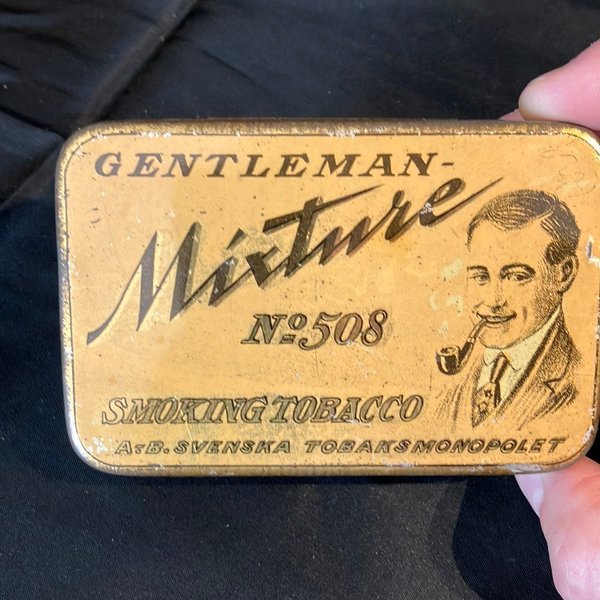 GENTLEMAN-
Mixture
No 508
SMOKING TOBACCO
A-B. SVENSKA TOBAKSMONOPOLET